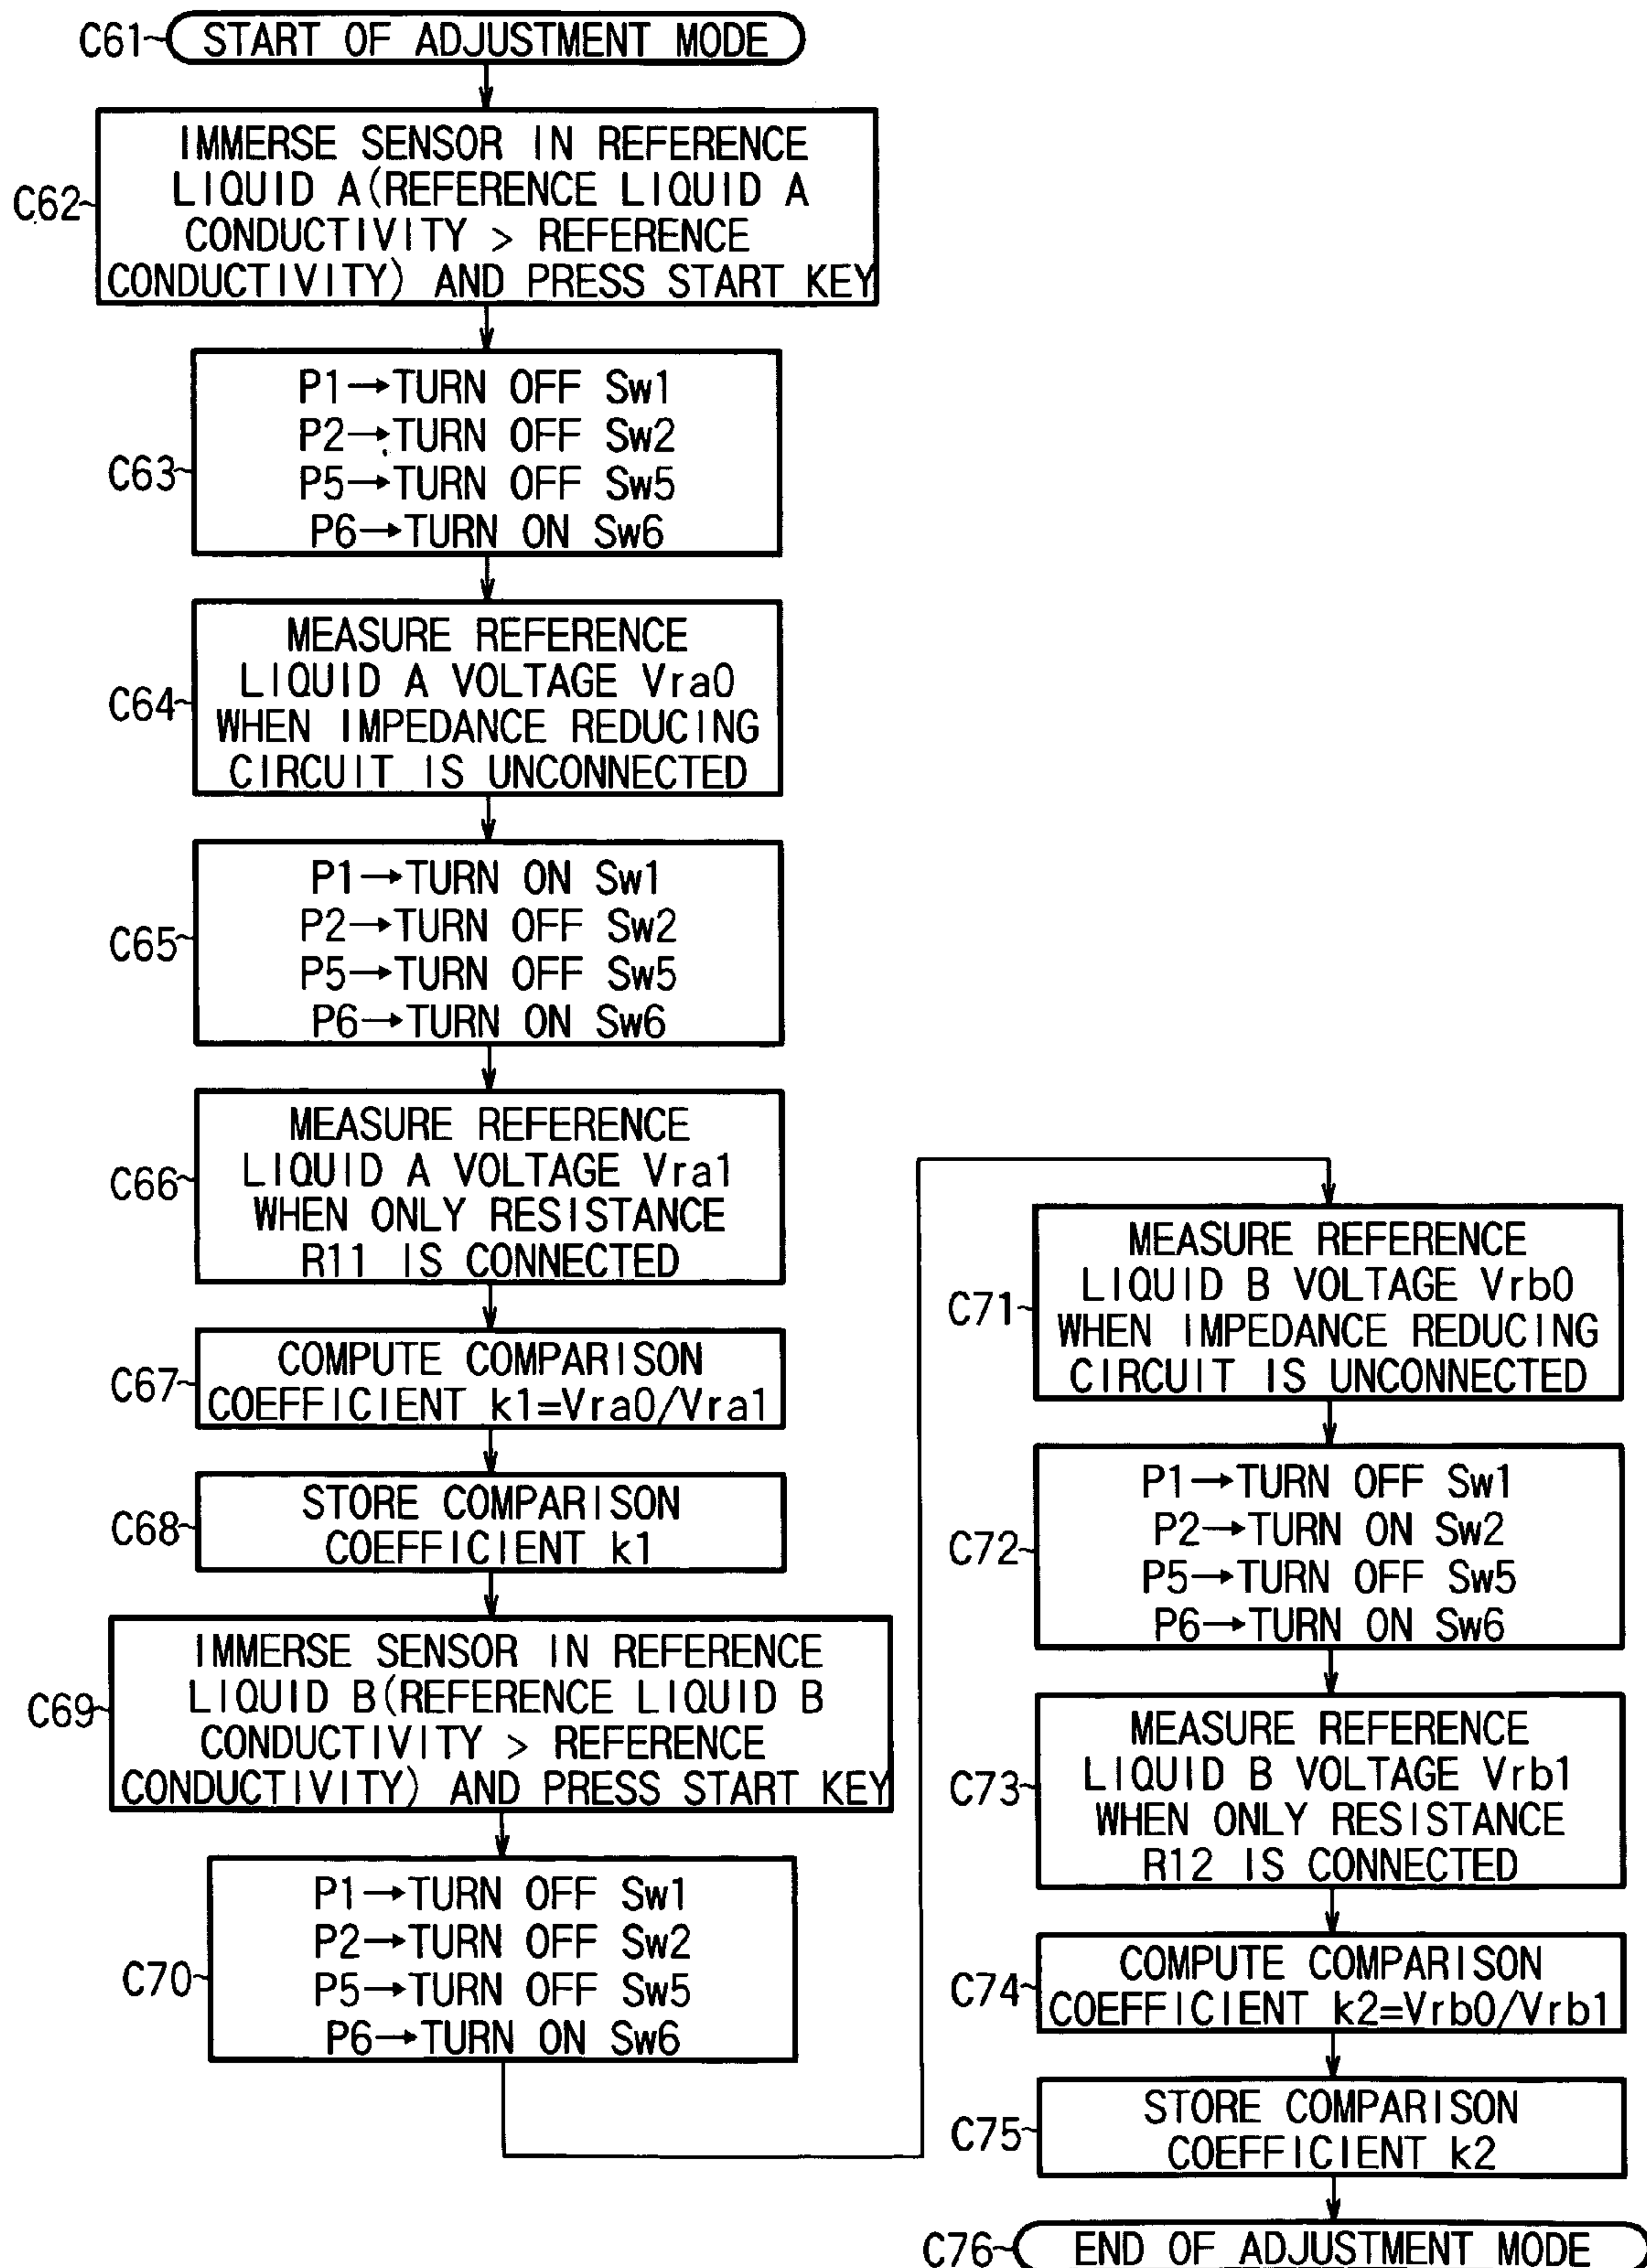 C61 START OF ADJUSTMENT MODE
C62 IMMERSE SENSOR IN REFERENCE
LIQUID A(REFERENCE LIQUID A
CONDUCTIVITY > REFERENCE
CONDUCTIVITY) AND PRESS START KEY
C63 P1→TURN OFF Sw1
P2→TURN OFF Sw2
P5→TURN OFF Sw5
P6→TURN ON Sw6
C64 MEASURE REFERENCE
LIQUID A VOLTAGE Vra0
WHEN IMPEDANCE REDUCING
CIRCUIT IS UNCONNECTED
C65 P1→TURN ON Sw1
P2→TURN OFF Sw2
P5→TURN OFF Sw5
P6→TURN ON Sw6
C66 MEASURE REFERENCE
LIQUID A VOLTAGE Vra1
WHEN ONLY RESISTANCE
R11 IS CONNECTED
C67 COMPUTE COMPARISON
COEFFICIENT k1=Vra0/Vra1
C68 STORE COMPARISON
COEFFICIENT k1
C69 IMMERSE SENSOR IN REFERENCE
LIQUID B(REFERENCE LIQUID B
CONDUCTIVITY > REFERENCE
CONDUCTIVITY) AND PRESS START KEY
C70 P1→TURN OFF Sw1
P2→TURN OFF Sw2
P5→TURN OFF Sw5
P6→TURN ON Sw6
C71 MEASURE REFERENCE
LIQUID B VOLTAGE Vrb0
WHEN IMPEDANCE REDUCING
CIRCUIT IS UNCONNECTED
C72 P1→TURN OFF Sw1
P2→TURN ON Sw2
P5→TURN OFF Sw5
P6→TURN ON Sw6
C73 MEASURE REFERENCE
LIQUID B VOLTAGE Vrb1
WHEN ONLY RESISTANCE
R12 IS CONNECTED
C74 COMPUTE COMPARISON
COEFFICIENT k2=Vrb0/Vrb1
C75 STORE COMPARISON
COEFFICIENT k2
C76 END OF ADJUSTMENT MODE